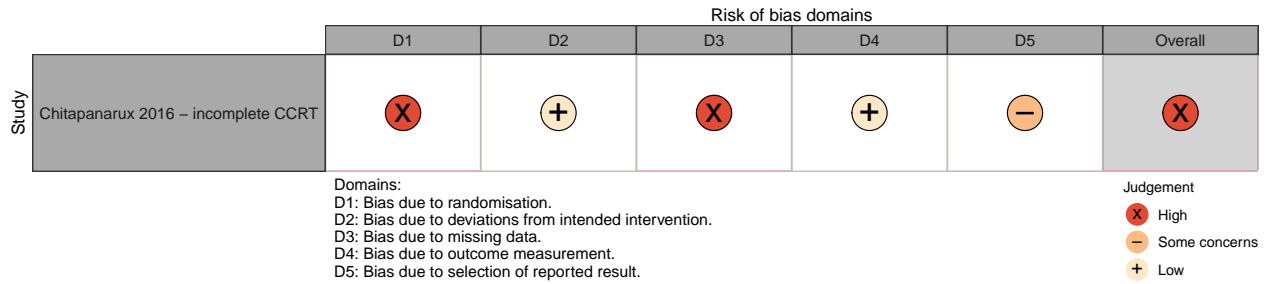 Risk of bias domains
D1 D2 D3 D4 D5 Overall
Study
Chitapanarux 2016 − incomplete CCRT X + X + − X
Domains:
D1: Bias due to randomisation.
D2: Bias due to deviations from intended intervention.
D3: Bias due to missing data.
D4: Bias due to outcome measurement.
D5: Bias due to selection of reported result.
Judgement
X High
− Some concerns
+ Low